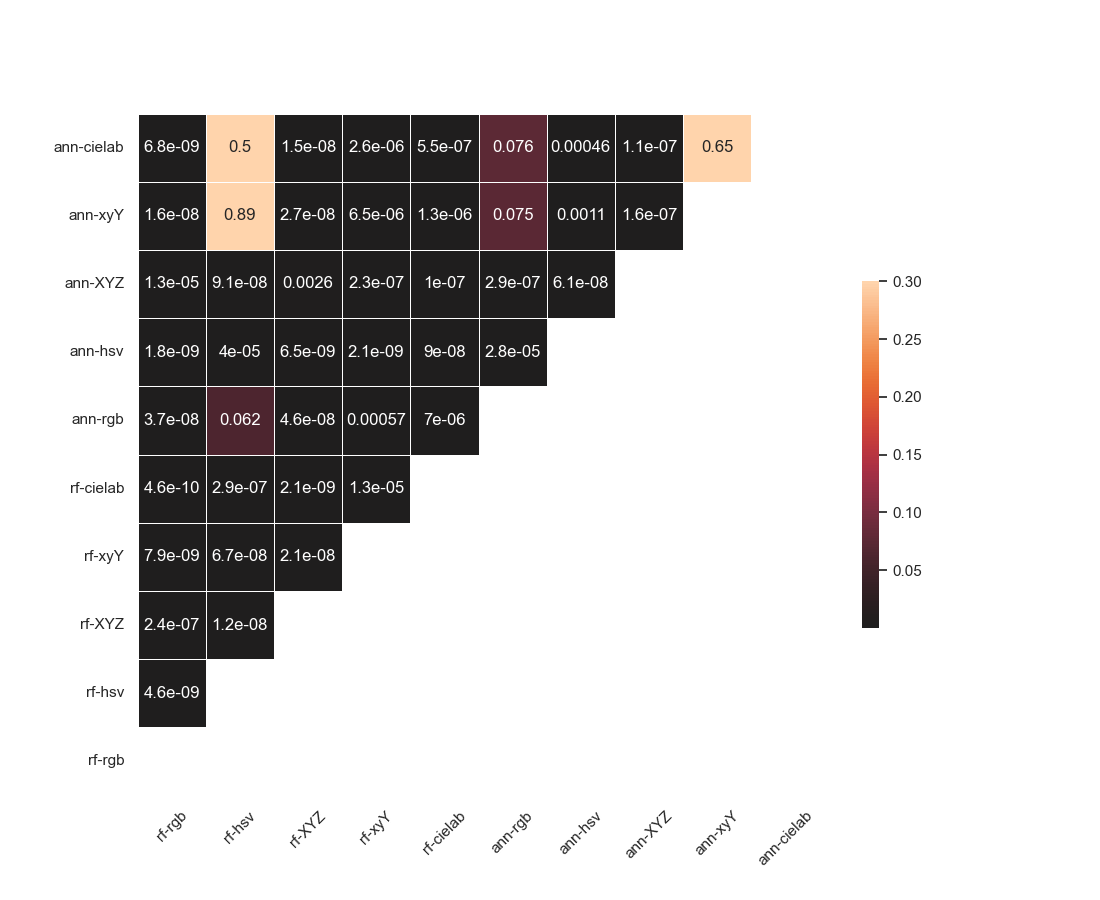 ann-cielab 6.8e-09 0.5 1.5e-08 2.6e-06 5.5e-07 0.076 0.00046 1.1e-07 0.65
ann-xyY 1.6e-08 0.89 2.7e-08 6.5e-06 1.3e-06 0.075 0.0011 1.6e-07
ann-XYZ 1.3e-05 9.1e-08 0.0026 2.3e-07 1e-07 2.9e-07 6.1e-08
ann-hsv 1.8e-09 4e-05 6.5e-09 2.1e-09 9e-08 2.8e-05
ann-rgb 3.7e-08 0.062 4.6e-08 0.00057 7e-06
rf-cielab 4.6e-10 2.9e-07 2.1e-09 1.3e-05
rf-xyY 7.9e-09 6.7e-08 2.1e-08
rf-XYZ 2.4e-07 1.2e-08
rf-hsv 4.6e-09
rf-rgb
rf-rgb rf-hsv rf-XYZ rf-xyY rf-cielab ann-rgb ann-hsv ann-XYZ ann-xyY ann-cielab
0.30
0.25
0.20
0.15
0.10
0.05